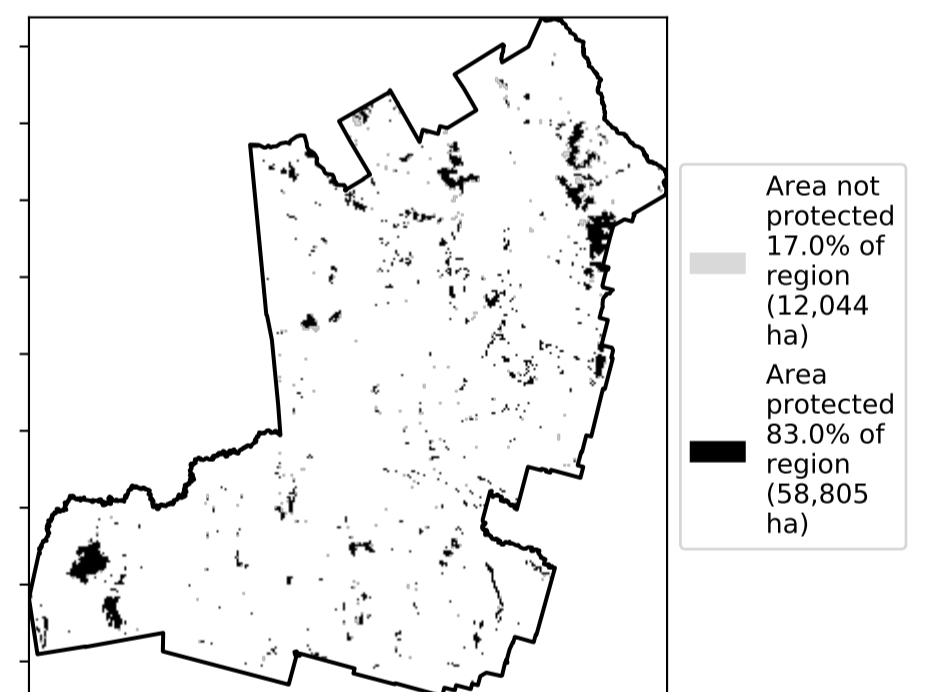 Area not
protected
17.0% of
region
(12,044
ha)
Area
protected
83.0% of
region
(58,805
ha)